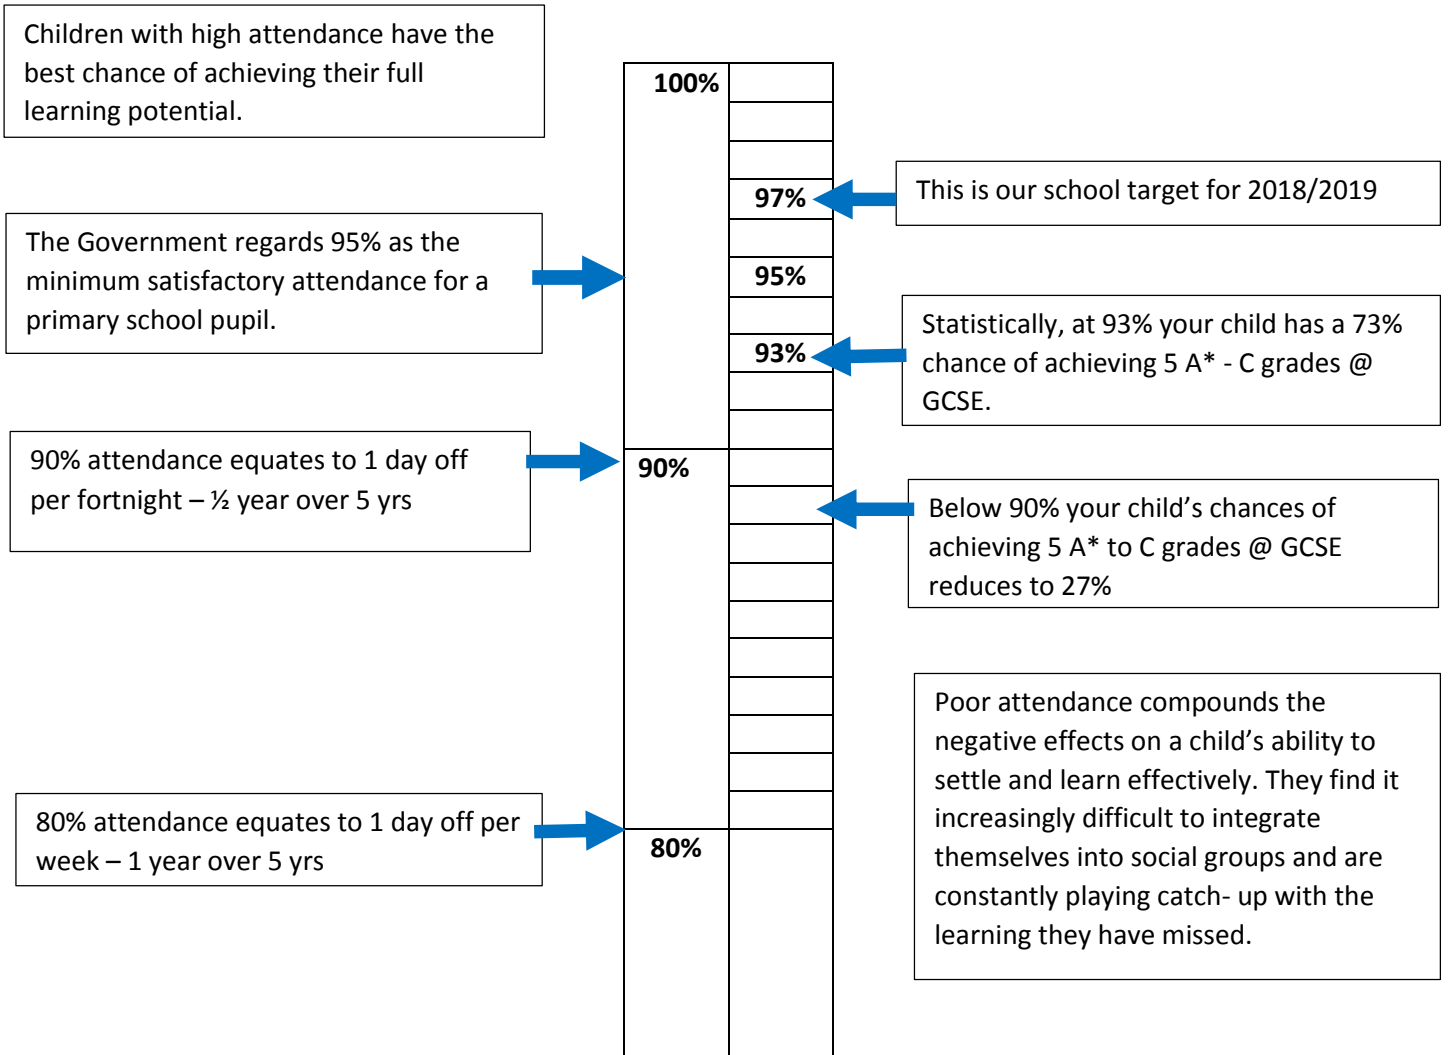 Children with high attendance have the
best chance of achieving their full
learning potential.
100%
97%
This is our school target for 2018/2019
The Government regards 95% as the
minimum satisfactory attendance for a
primary school pupil.
95%
93%
Statistically, at 93% your child has a 73%
chance of achieving 5 A* - C grades @
GCSE.
90% attendance equates to 1 day off
per fortnight – ½ year over 5 yrs
90%
Below 90% your child’s chances of
achieving 5 A* to C grades @ GCSE
reduces to 27%
80% attendance equates to 1 day off per
week – 1 year over 5 yrs
80%
Poor attendance compounds the
negative effects on a child’s ability to
settle and learn effectively. They find it
increasingly difficult to integrate
themselves into social groups and are
constantly playing catch- up with the
learning they have missed.